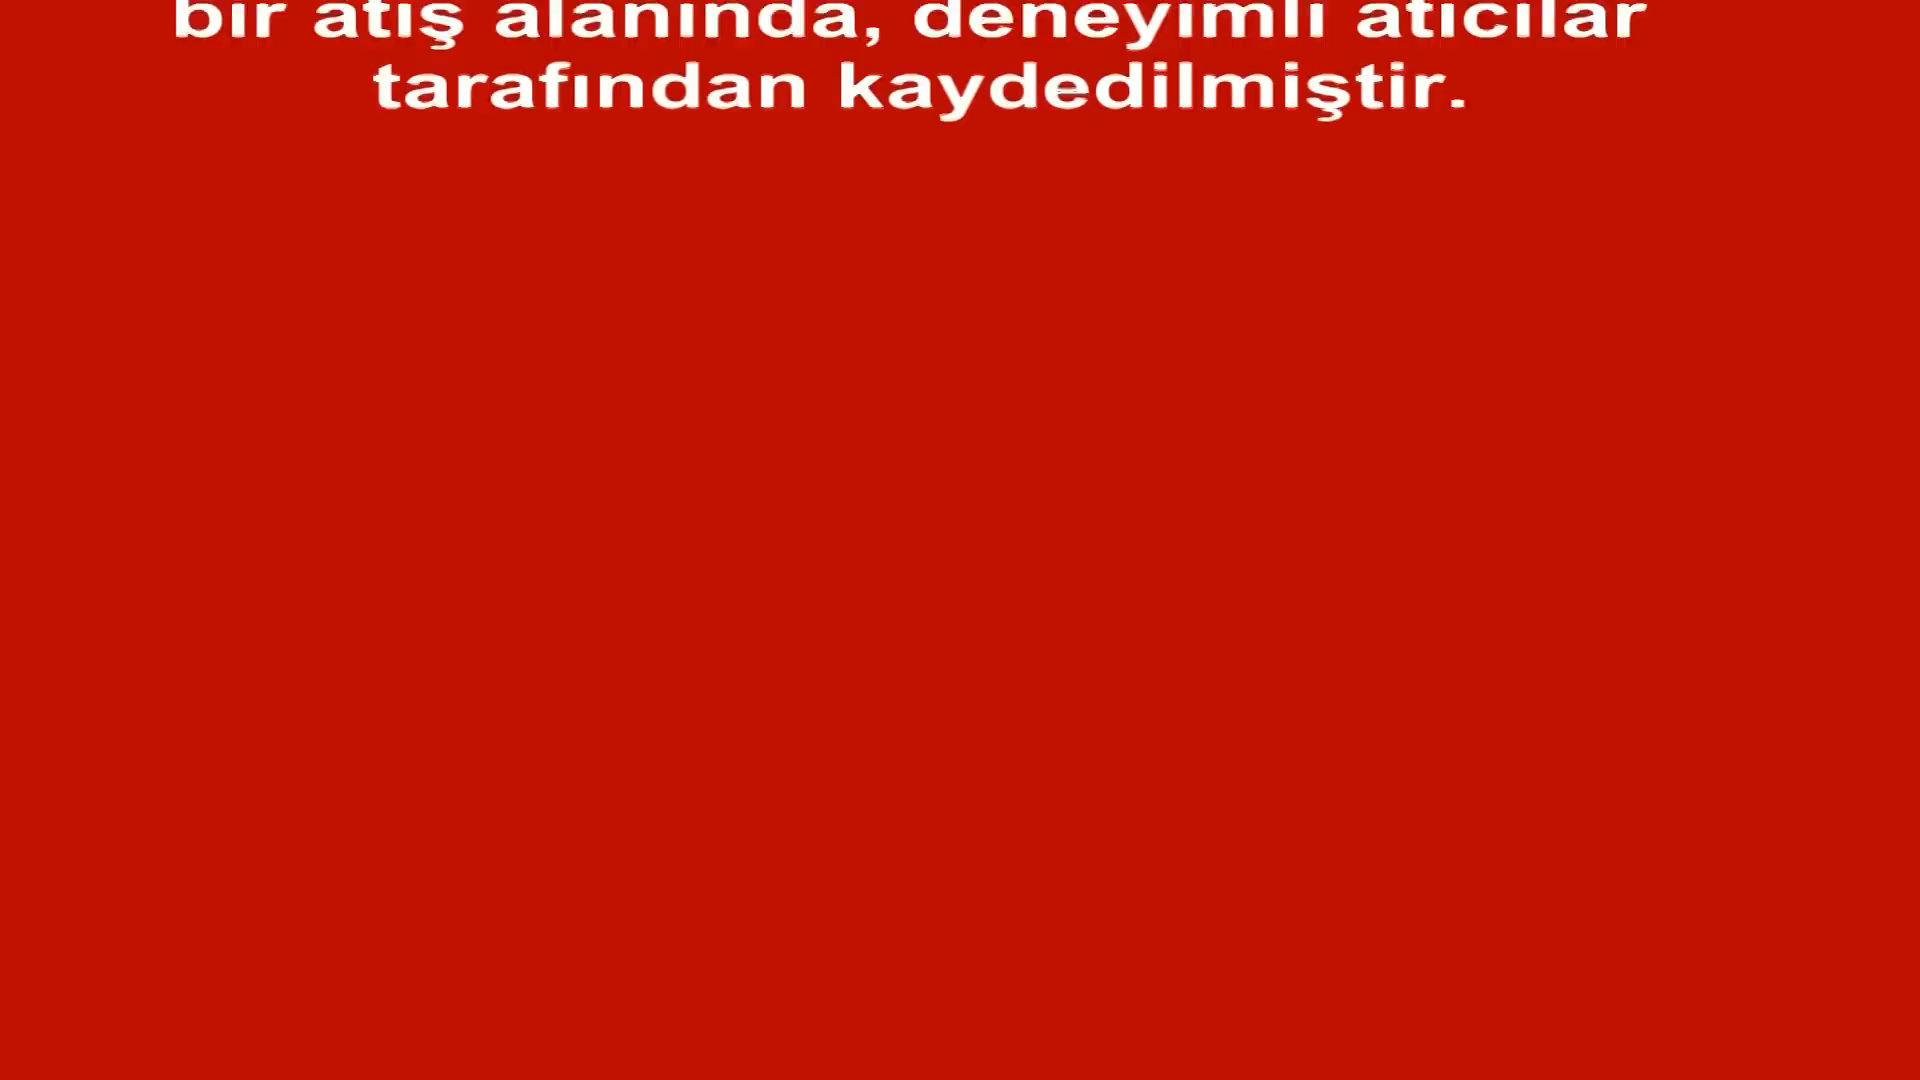 bir atış alanında, deneyimli atıcılar
tarafından kaydedilmiştir.